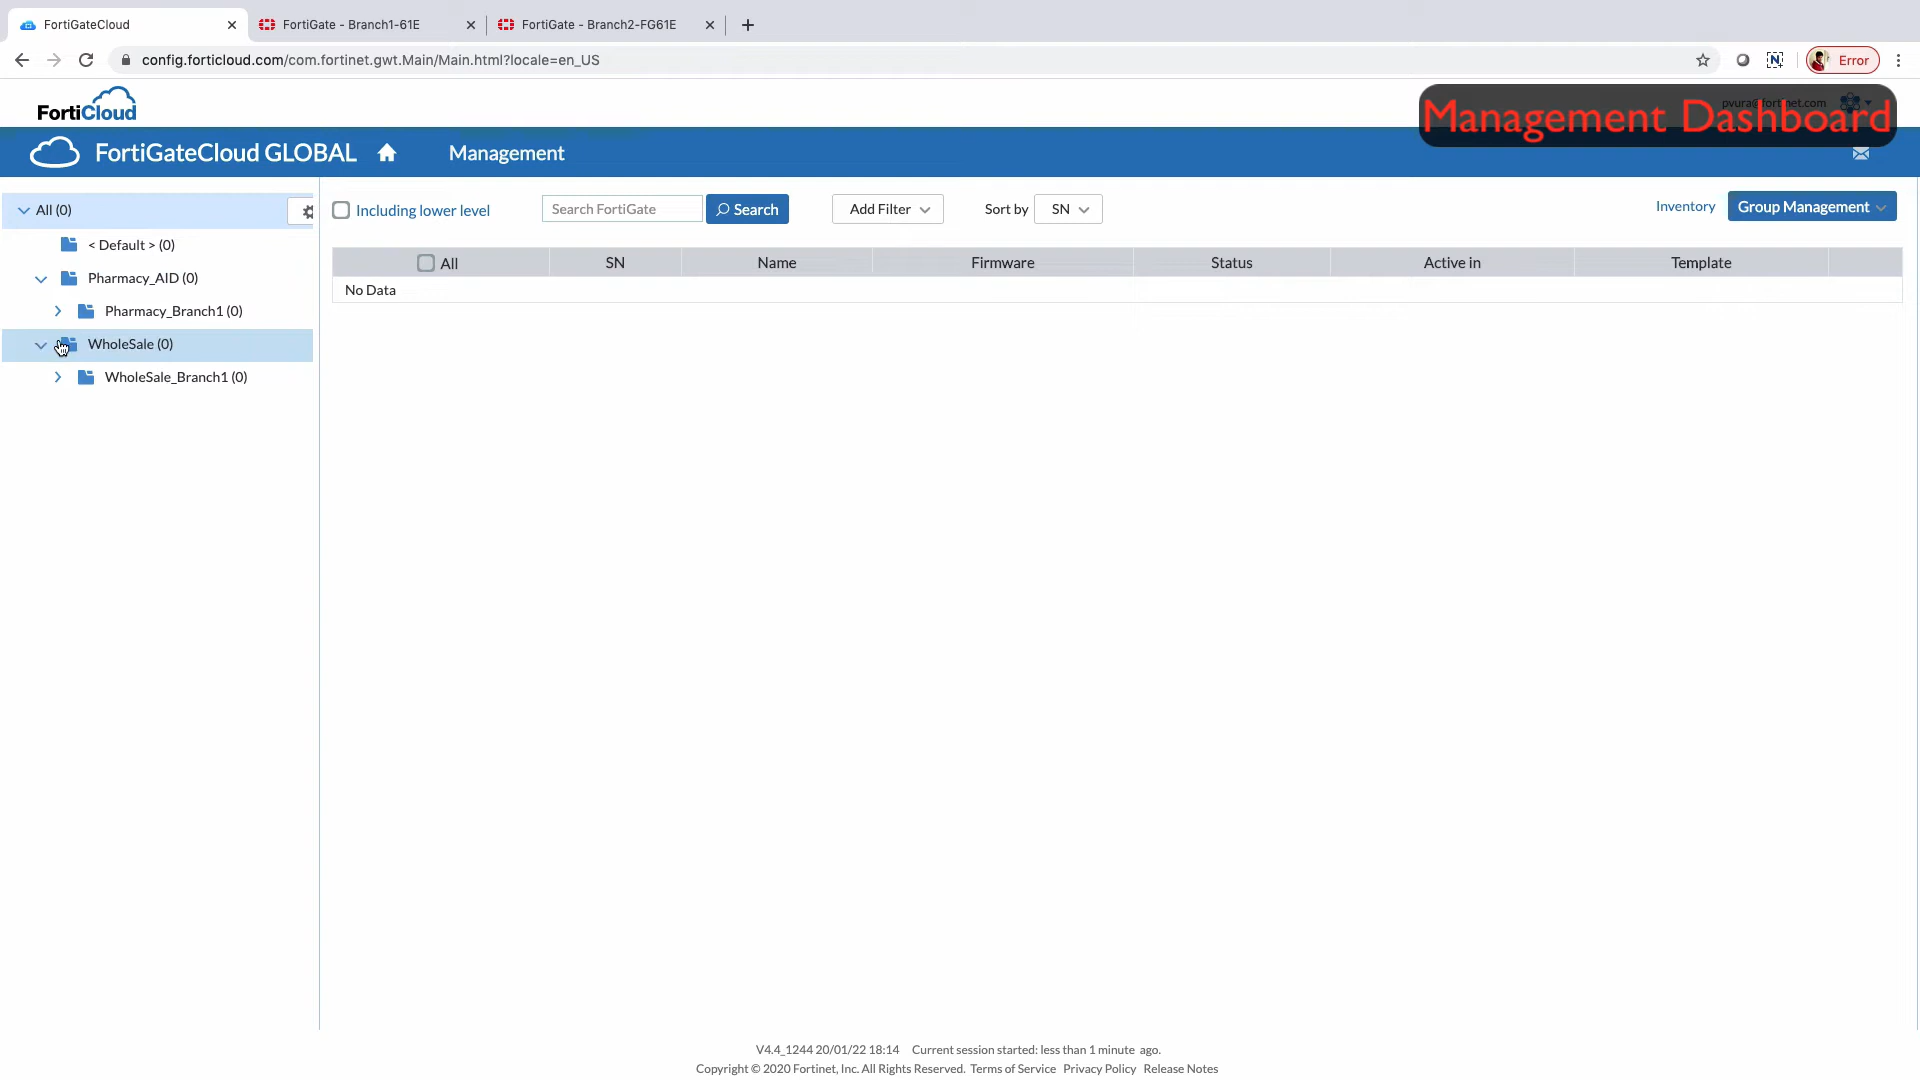 FortiGateCloud
FortiGate - Branch1-61E
FortiGate - Branch2-FG61E
config.forticloud.com/com.fortinet.gwt.Main/Main.html?locale=en_US
Error
FortiCloud
pvura@fortinet.com
Management Dashboard
FortiGateCloud GLOBAL
Management
All (0)
Including lower level
Search FortiGate
Search
Add Filter
Sort by
SN
Inventory
Group Management
< Default > (0)
Pharmacy_AID (0)
Pharmacy_Branch1 (0)
WholeSale (0)
WholeSale_Branch1 (0)
All
SN
Name
Firmware
Status
Active in
Template
No Data
V4.4_1244 20/01/22 18:14 Current session started: less than 1 minute ago.
Copyright © 2020 Fortinet, Inc. All Rights Reserved. Terms of Service Privacy Policy Release Notes